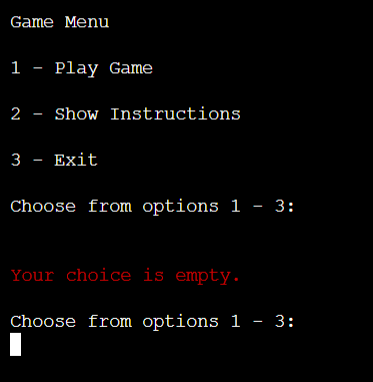 Game Menu
1 - Play Game
2 - Show Instructions
3 - Exit
Choose from options 1 - 3:
Your choice is empty.
Choose from options 1 - 3: